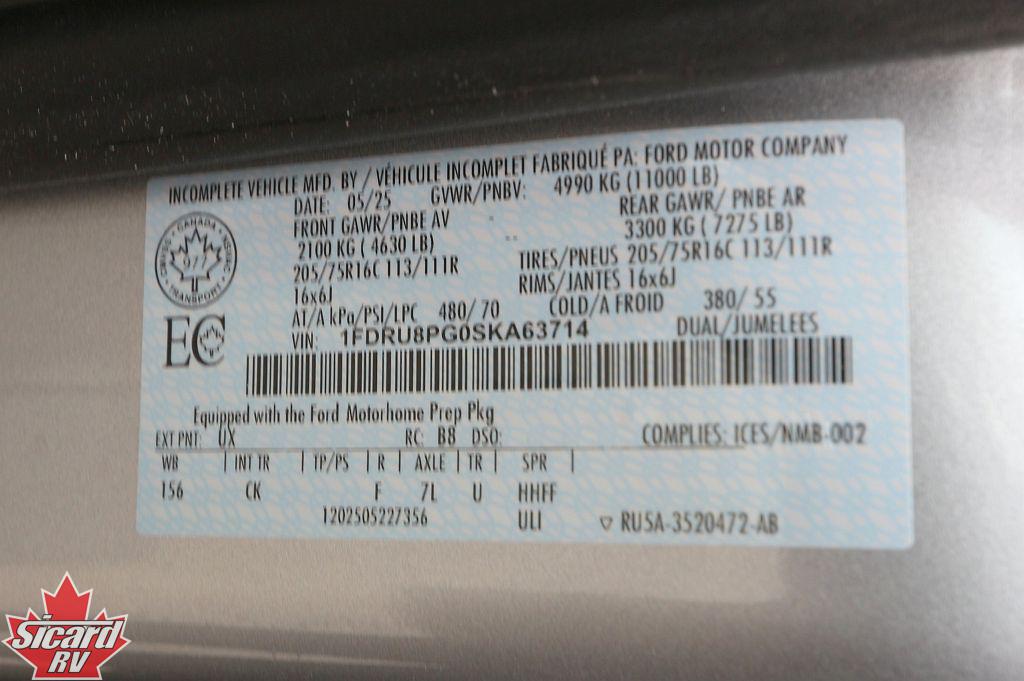 INCOMPLETE VEHICLE MFD. BY / VÉHICULE INCOMPLET FABRIQUÉ PA: FORD MOTOR COMPANY
DATE: 05/25 GVWR/PNBV: 4990 KG (11000 LB)
FRONT GAWR/PNBE AV REAR GAWR/ PNBE AR
2100 KG ( 4630 LB) 3300 KG ( 7275 LB)
205/75R16C 113/111R TIRES/PNEUS 205/75R16C 113/111R
16x6J RIMS/JANTES 16x6J
AT/A kPa/PSI/LPC 480/ 70 COLD/A FROID 380/ 55
VIN: 1FDRU8PG0SKA63714 DUAL/JUMELEES
CANADA
TRANSPORT
EC
Equipped with the Ford Motorhome Prep Pkg
EXT PNT: UX RC: B8 DSO: COMPLIES: ICES/NMB-002
WB | INT TR | TP/PS | R | AXLE | TR | SPR |
156 CK F 7L U HHFF
1202505227356 ULI ▽ RU5A-3520472-AB
Sicard
RV